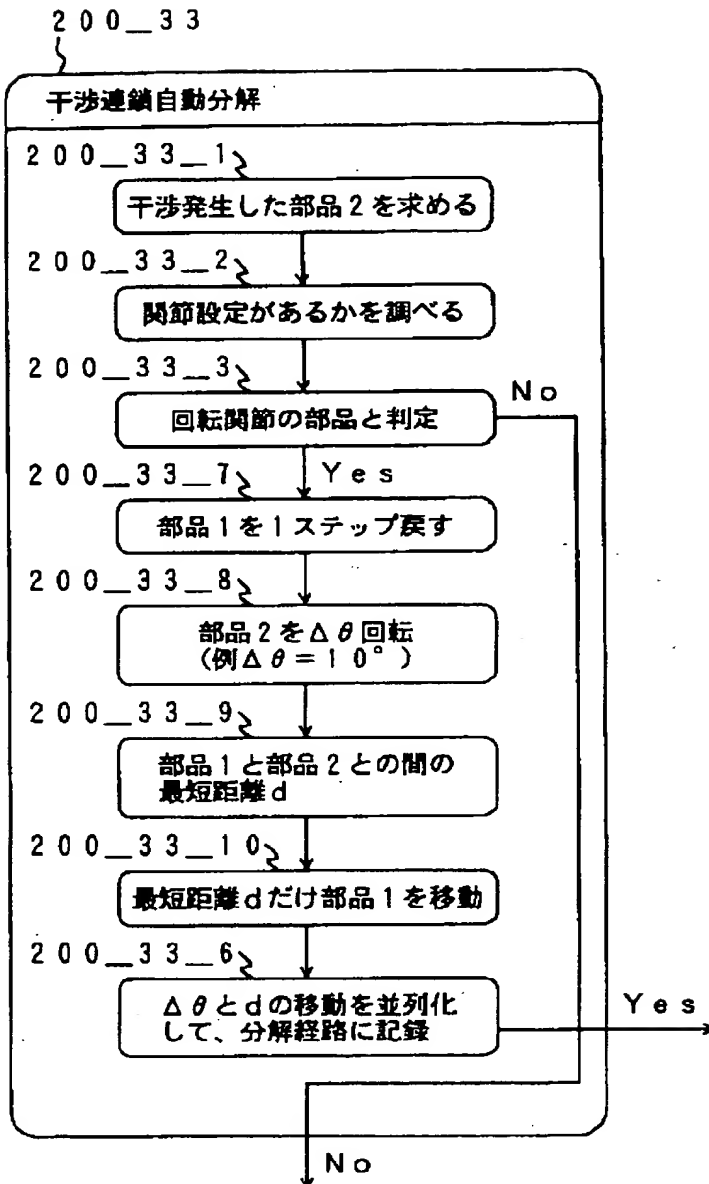 200_33
干渉連鎖自動分解
200_33_1
干渉発生した部品2を求める
200_33_2
関節設定があるかを調べる
200_33_3
No
回転関節の部品と判定
200_33_7
Yes
部品1を1ステップ戻す
200_33_8
部品2をΔθ回転
(例Δθ=10°)
200_33_9
部品1と部品2との間の
最短距離d
200_33_10
最短距離dだけ部品1を移動
200_33_6
Δθとdの移動を並列化
して、分解経路に記録
Yes
No